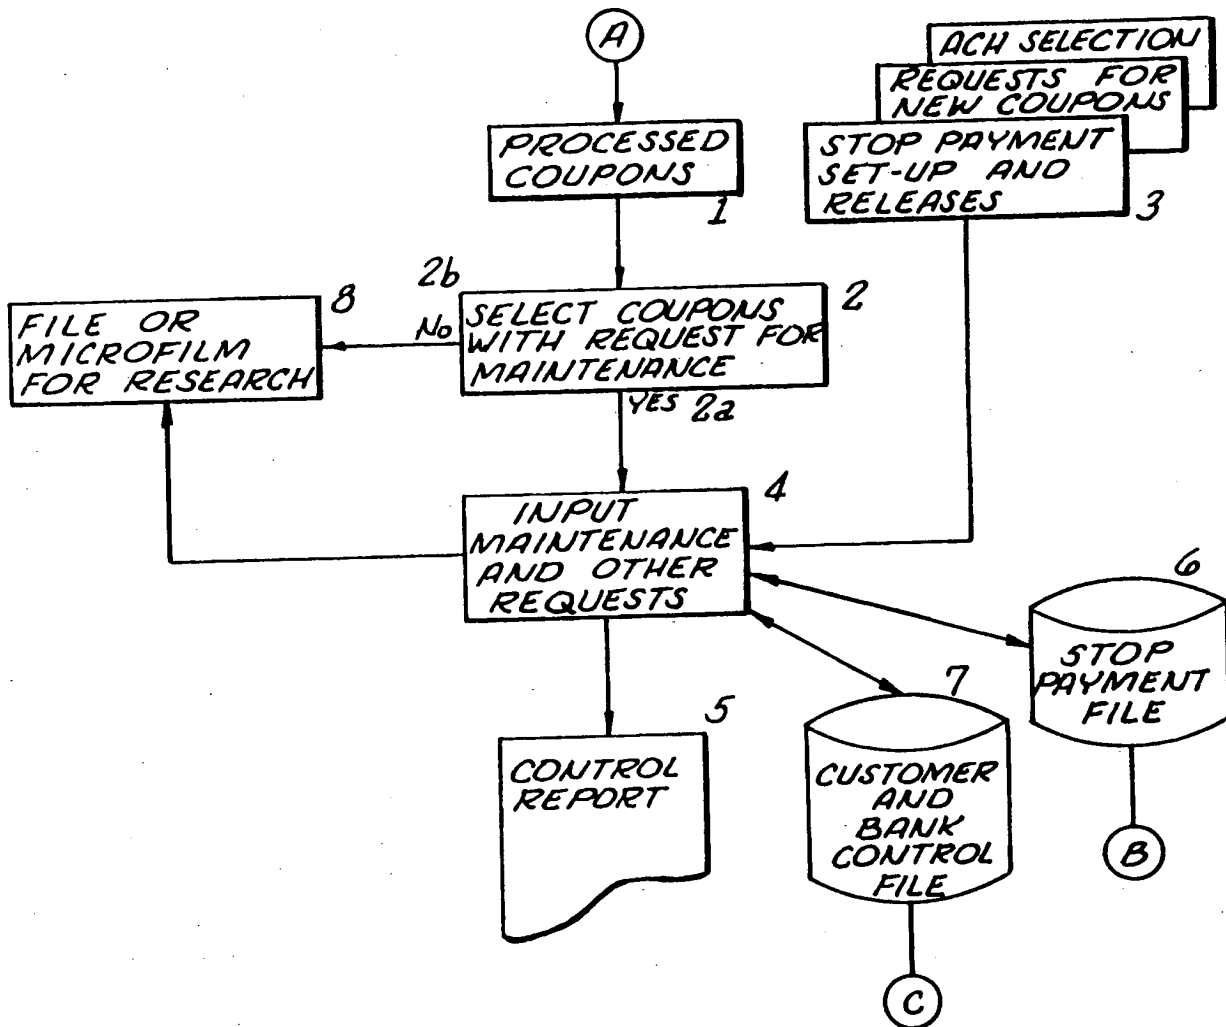 A
ACH SELECTION
REQUESTS FOR
NEW COUPONS
STOP PAYMENT
SET-UP AND
RELEASES
3
PROCESSED
COUPONS
1
2b
No
SELECT COUPONS
WITH REQUEST FOR
MAINTENANCE
2
YES 2a
8
FILE OR
MICROFILM
FOR RESEARCH
4
INPUT
MAINTENANCE
AND OTHER
REQUESTS
6
STOP
PAYMENT
FILE
B
7
CUSTOMER
AND
BANK
CONTROL
FILE
C
5
CONTROL
REPORT